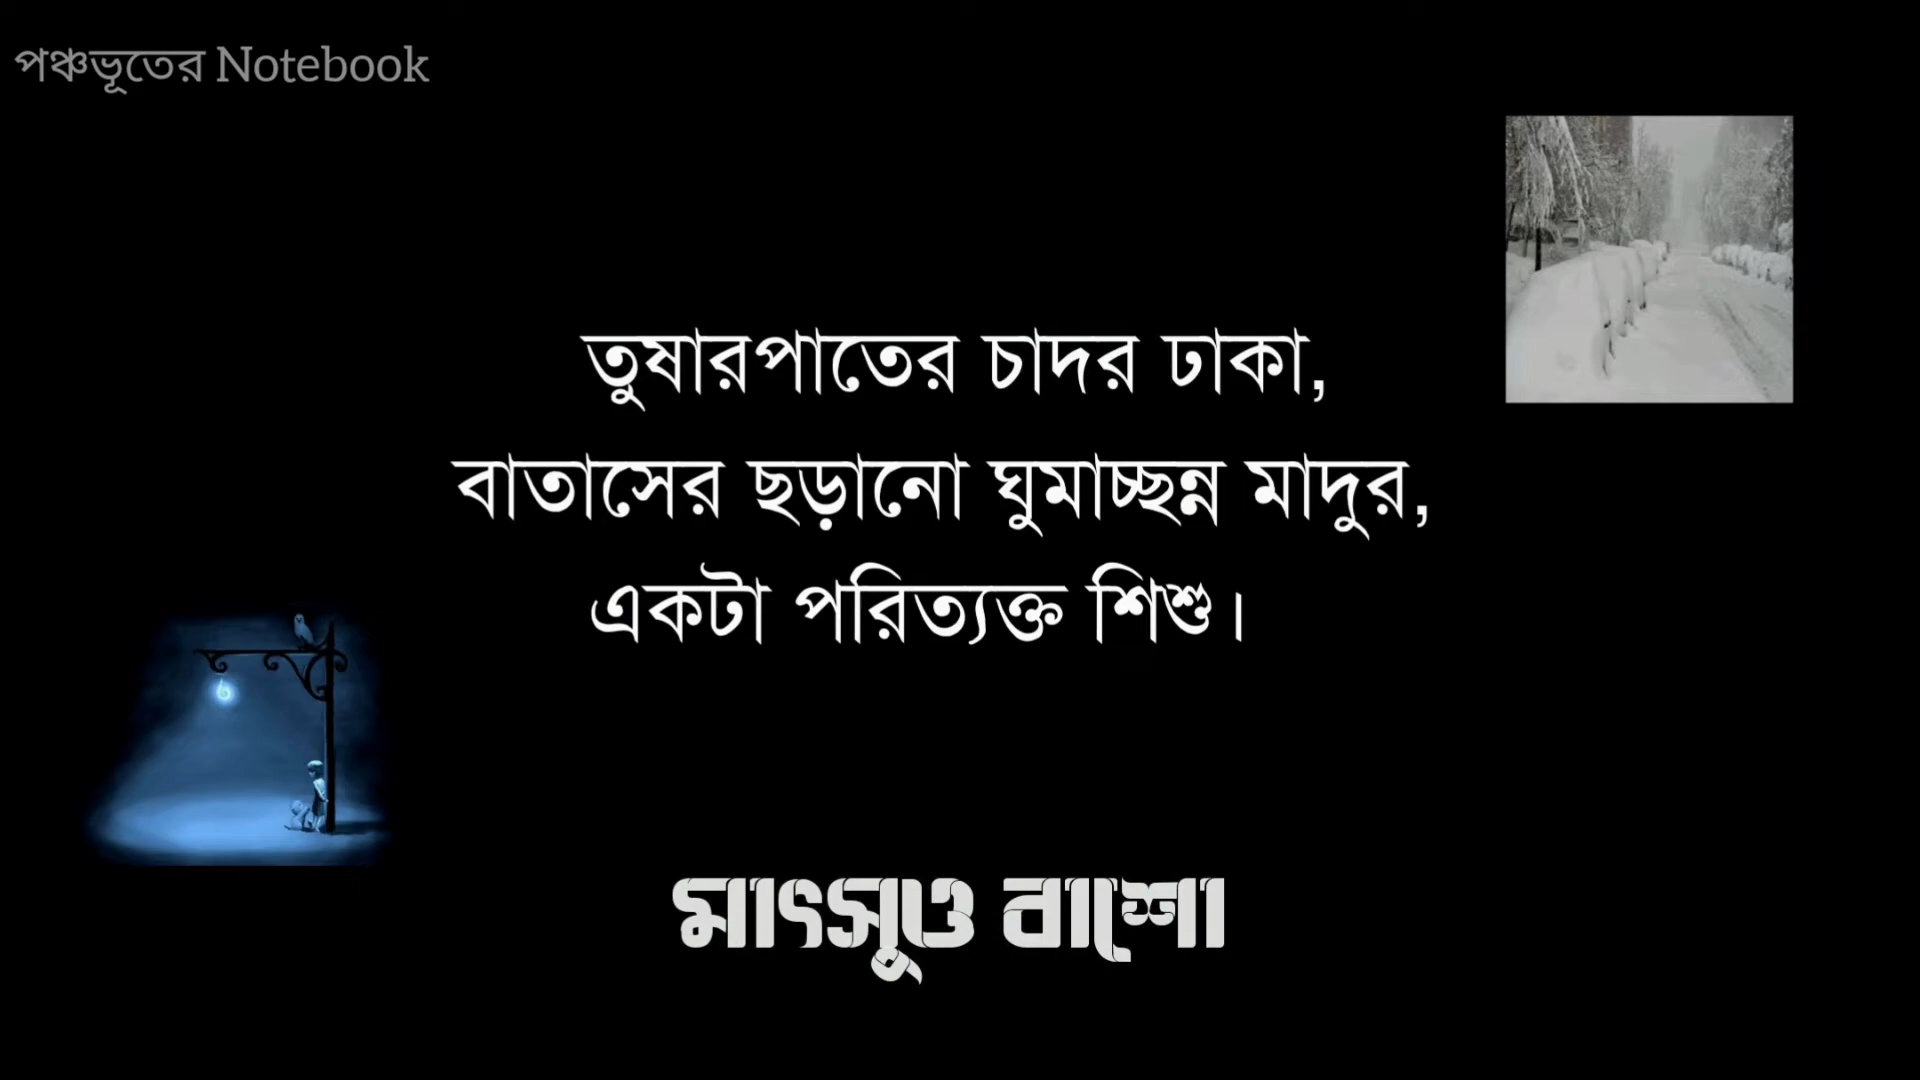 পঞ্চভূতের Notebook
তুষারপাতের চাদর ঢাকা,
বাতাসের ছড়ানো ঘুমাচ্ছন্ন মাদুর,
একটা পরিত্যক্ত শিশু।
মাৎসুও বাশো